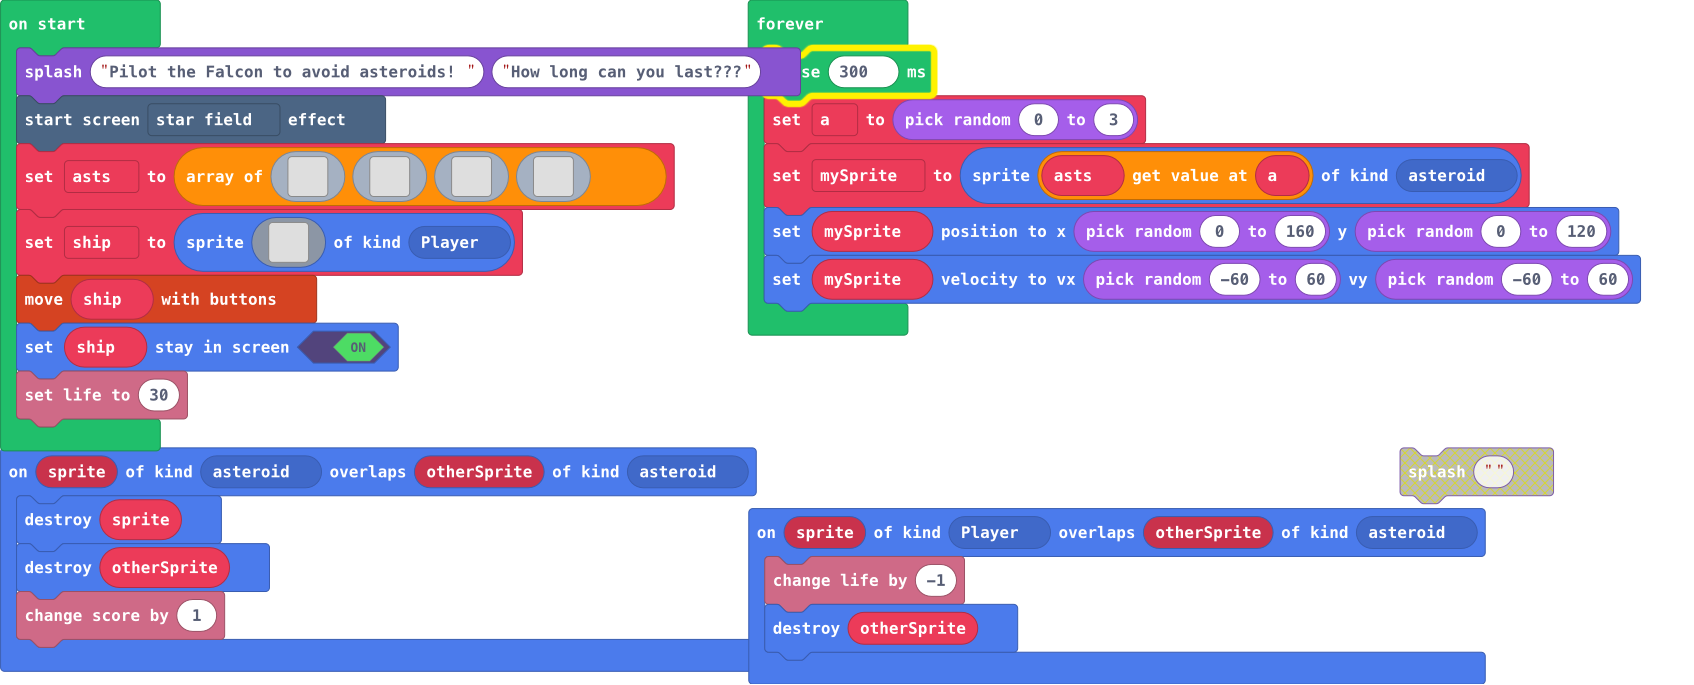 on start
splash "Pilot the Falcon to avoid asteroids! " "How long can you last???"
start screen star field effect
set asts to array of
set ship to sprite of kind Player
move ship with buttons
set ship stay in screen ON
set life to 30
forever
se 300 ms
set a to pick random 0 to 3
set mySprite to sprite asts get value at a of kind asteroid
set mySprite position to x pick random 0 to 160 y pick random 0 to 120
set mySprite velocity to vx pick random −60 to 60 vy pick random −60 to 60
on sprite of kind asteroid overlaps otherSprite of kind asteroid
destroy sprite
destroy otherSprite
change score by 1
splash ""
on sprite of kind Player overlaps otherSprite of kind asteroid
change life by −1
destroy otherSprite